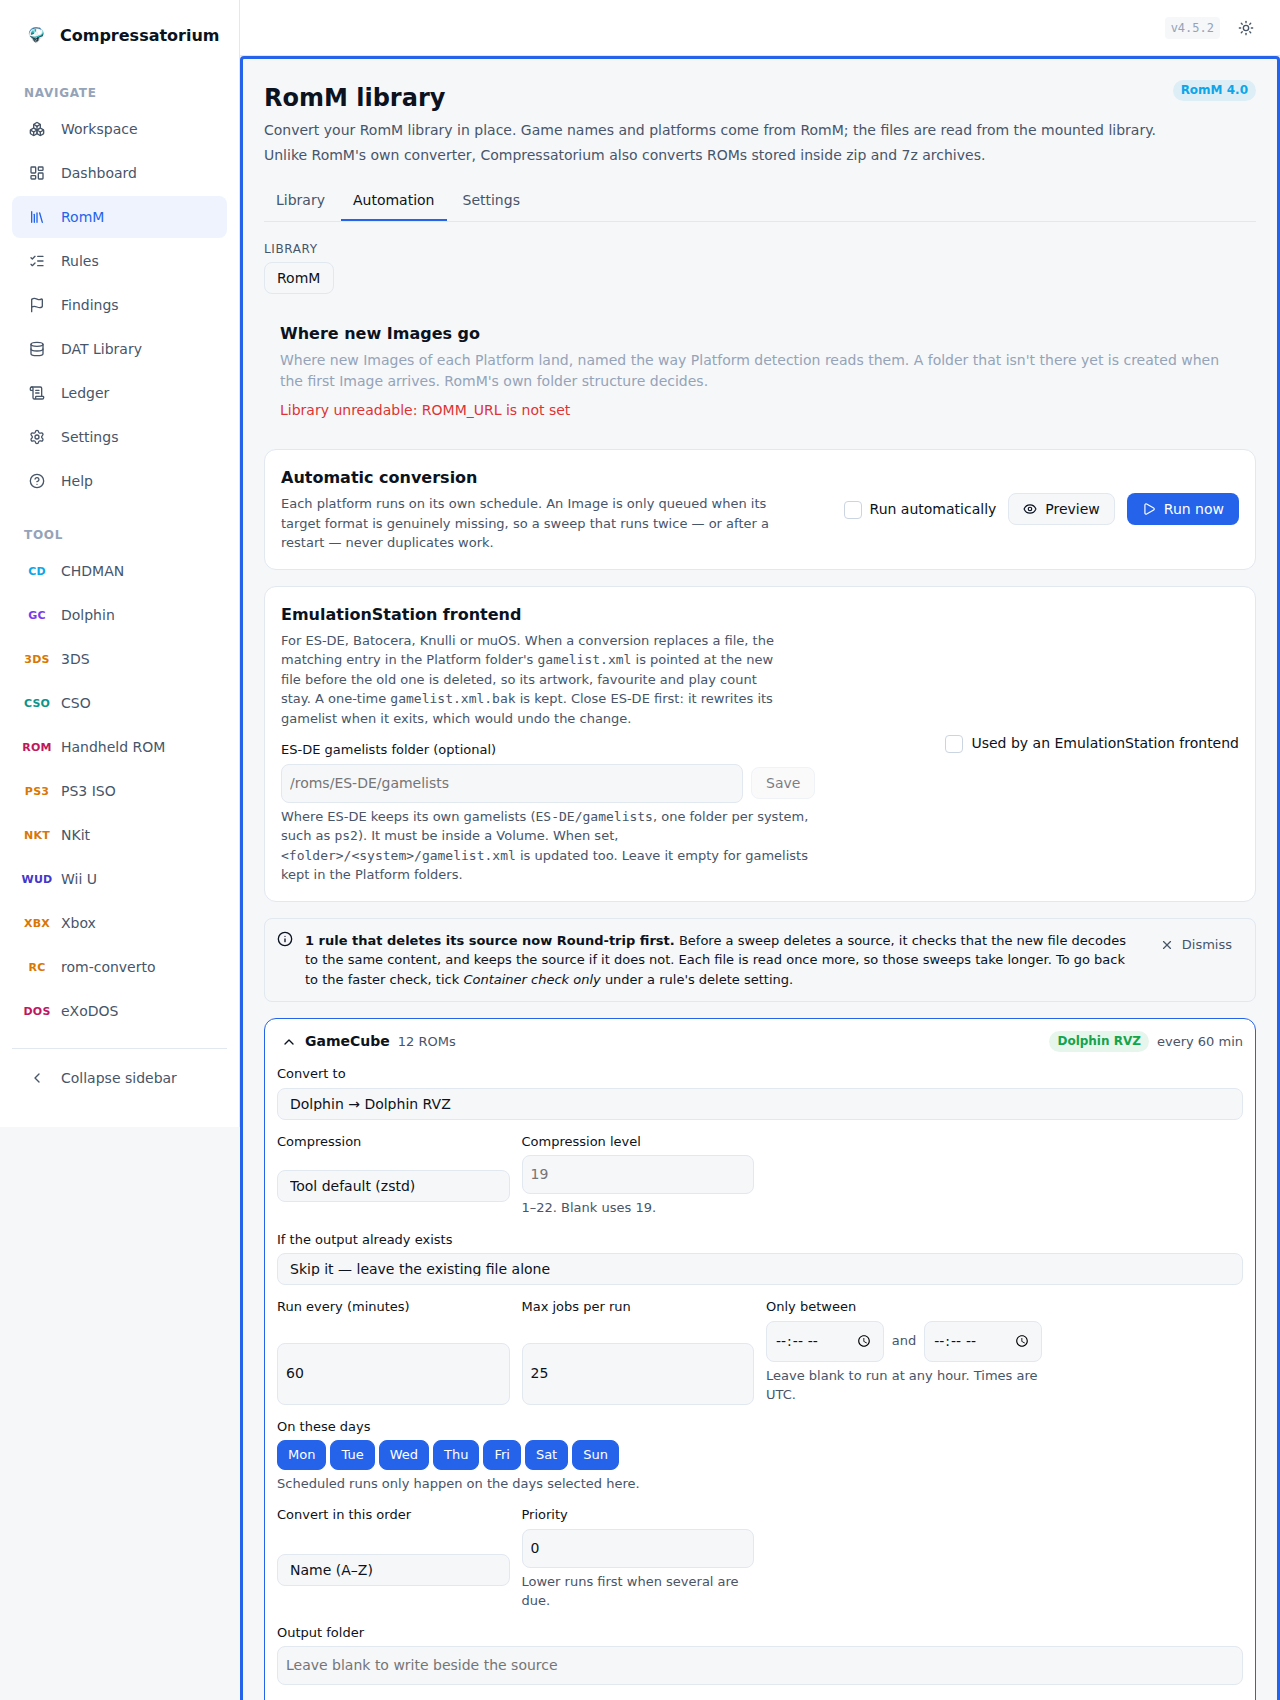 Compressatorium
v4.5.2
NAVIGATE
Workspace
Dashboard
RomM
Rules
Findings
DAT Library
Ledger
Settings
Help
TOOL
CD CHDMAN
GC Dolphin
3DS 3DS
CSO CSO
ROM Handheld ROM
PS3 PS3 ISO
NKT NKit
WUD Wii U
XBX Xbox
RC rom-converto
DOS eXoDOS
Collapse sidebar
RomM library
RomM 4.0
Convert your RomM library in place. Game names and platforms come from RomM; the files are read from the mounted library.
Unlike RomM's own converter, Compressatorium also converts ROMs stored inside zip and 7z archives.
Library Automation Settings
LIBRARY
RomM
Where new Images go
Where new Images of each Platform land, named the way Platform detection reads them. A folder that isn't there yet is created when
the first Image arrives. RomM's own folder structure decides.
Library unreadable: ROMM_URL is not set
Automatic conversion
Each platform runs on its own schedule. An Image is only queued when its
target format is genuinely missing, so a sweep that runs twice — or after a
restart — never duplicates work.
Run automatically Preview Run now
EmulationStation frontend
For ES-DE, Batocera, Knulli or muOS. When a conversion replaces a file, the
matching entry in the Platform folder's gamelist.xml is pointed at the new
file before the old one is deleted, so its artwork, favourite and play count
stay. A one-time gamelist.xml.bak is kept. Close ES-DE first: it rewrites its
gamelist when it exits, which would undo the change.
ES-DE gamelists folder (optional)
/roms/ES-DE/gamelists Save
Where ES-DE keeps its own gamelists (ES-DE/gamelists, one folder per system,
such as ps2). It must be inside a Volume. When set,
<folder>/<system>/gamelist.xml is updated too. Leave it empty for gamelists
kept in the Platform folders.
Used by an EmulationStation frontend
1 rule that deletes its source now Round-trip first. Before a sweep deletes a source, it checks that the new file decodes
to the same content, and keeps the source if it does not. Each file is read once more, so those sweeps take longer. To go back
to the faster check, tick Container check only under a rule's delete setting.
Dismiss
GameCube 12 ROMs
Dolphin RVZ every 60 min
Convert to
Dolphin → Dolphin RVZ
Compression
Tool default (zstd)
Compression level
19
1–22. Blank uses 19.
If the output already exists
Skip it — leave the existing file alone
Run every (minutes)
60
Max jobs per run
25
Only between
--:-- -- and --:-- --
Leave blank to run at any hour. Times are
UTC.
On these days
Mon Tue Wed Thu Fri Sat Sun
Scheduled runs only happen on the days selected here.
Convert in this order
Name (A–Z)
Priority
0
Lower runs first when several are
due.
Output folder
Leave blank to write beside the source